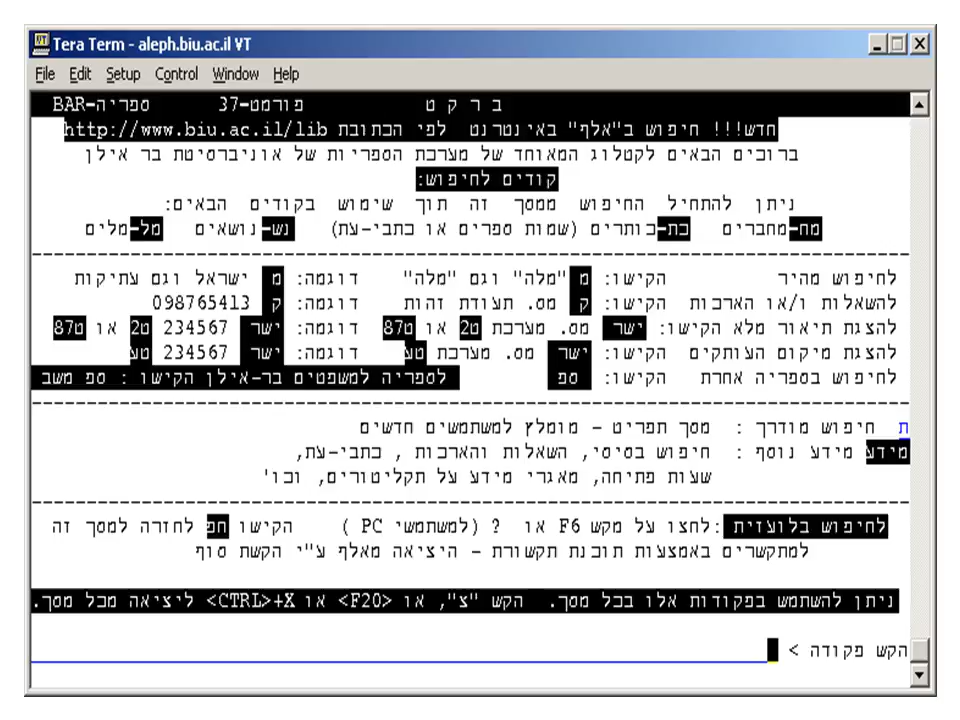 Tera Term - aleph.biu.ac.il VT
File Edit Setup Control Window Help
ב ר ק ט פורמט-37 ספריה-BAR
חדש!!! חיפוש ב"אלף" באינטרנט לפי הכתובת http://www.biu.ac.il/lib
ברוכים הבאים לקטלוג המאוחד של מערכת הספריות של אוניברסיטת בר אילן
קודים לחיפוש:
ניתן להתחיל החיפוש ממסך זה תוך שימוש בקודים הבאים:
מח-מחברים כת-כותרים (שמות ספרים או כתבי-עת) נש-נושאים מל-מלים
לחיפוש מהיר הקישו: מ "מלה" וגם "מלה" דוגמה: מ ישראל וגם עתיקות
להשאלות ו/או הארכות הקישו: ק מס. תעודת זהות דוגמה: ק 098765413
להצגת תיאור מלא הקישו: ישר מס. מערכת ט2 או ט87 דוגמה: ישר 234567 ט2 או ט87
להצגת מיקום העותקים הקישו: ישר מס. מערכת טע דוגמה: ישר 234567 טע
לחיפוש בספריה אחרת הקישו: ספ לספריה למשפטים בר-אילן הקישו : ספ משב
ת חיפוש מודרך : מסך תפריט - מומלץ למשתמשים חדשים
מידע מידע נוסף : חיפוש בסיסי, השאלות והארכות , כתבי-עת,
שעות פתיחה, מאגרי מידע על תקליטורים, וכו'
לחיפוש בלועזית :לחצו על מקש F6 או ? (למשתמשי PC ) הקישו חפ לחזרה למסך זה
למתקשרים באמצעות תוכנת תקשורת - היציאה מאלף ע"י הקשת סוף
ניתן להשתמש בפקודות אלו בכל מסך. הקש "צ", או <F20> או <CTRL>+X ליציאה מכל מסך.
הקש פקודה >